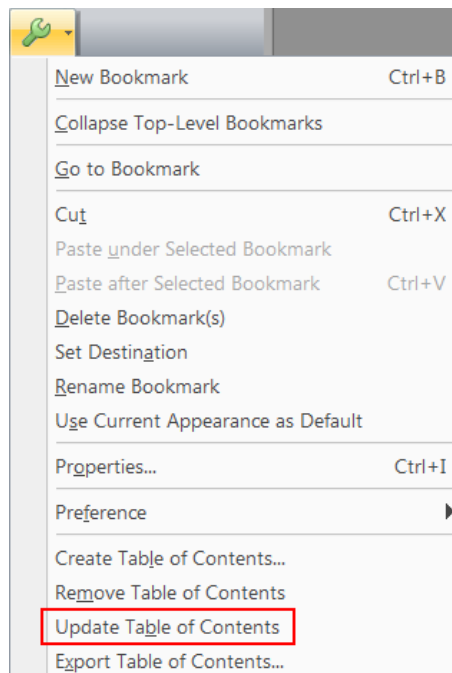 New Bookmark Ctrl+B
Collapse Top-Level Bookmarks
Go to Bookmark
Cut Ctrl+X
Paste under Selected Bookmark
Paste after Selected Bookmark Ctrl+V
Delete Bookmark(s)
Set Destination
Rename Bookmark
Use Current Appearance as Default
Properties... Ctrl+I
Preference
Create Table of Contents...
Remove Table of Contents
Update Table of Contents
Export Table of Contents...